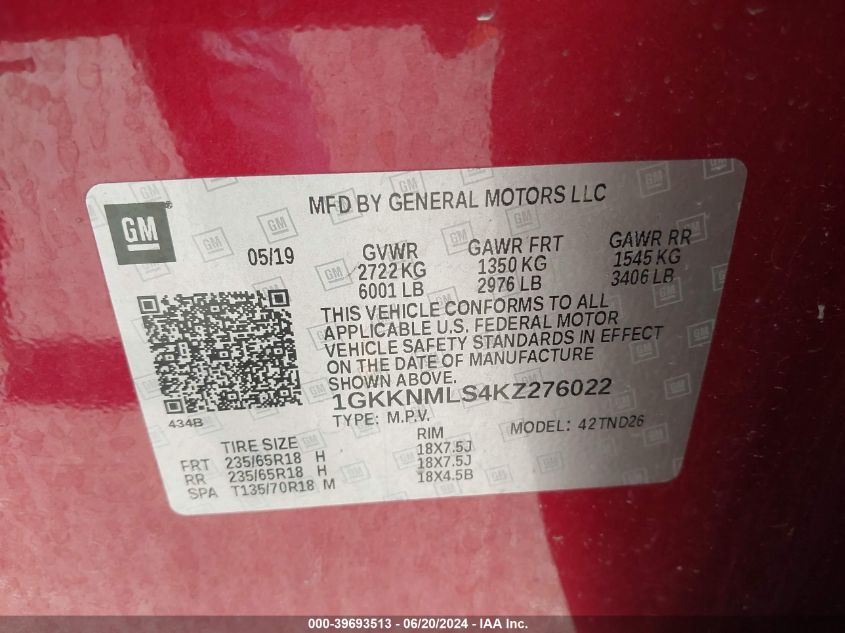 MFD BY GENERAL MOTORS LLC
GM
05/19 GVWR GAWR FRT GAWR RR
2722 KG 1350 KG 1545 KG
6001 LB 2976 LB 3406 LB
THIS VEHICLE CONFORMS TO ALL
APPLICABLE U.S. FEDERAL MOTOR
VEHICLE SAFETY STANDARDS IN EFFECT
ON THE DATE OF MANUFACTURE
SHOWN ABOVE.
1GKKNMLS4KZ276022
434B
TYPE: M.P.V. MODEL: 42TND26
TIRE SIZE RIM
FRT 235/65R18 H 18X7.5J
RR 235/65R18 H 18X7.5J
SPA T135/70R18 M 18X4.5B
000-39693513 - 06/20/2024 - IAAI - Copart, Inc.